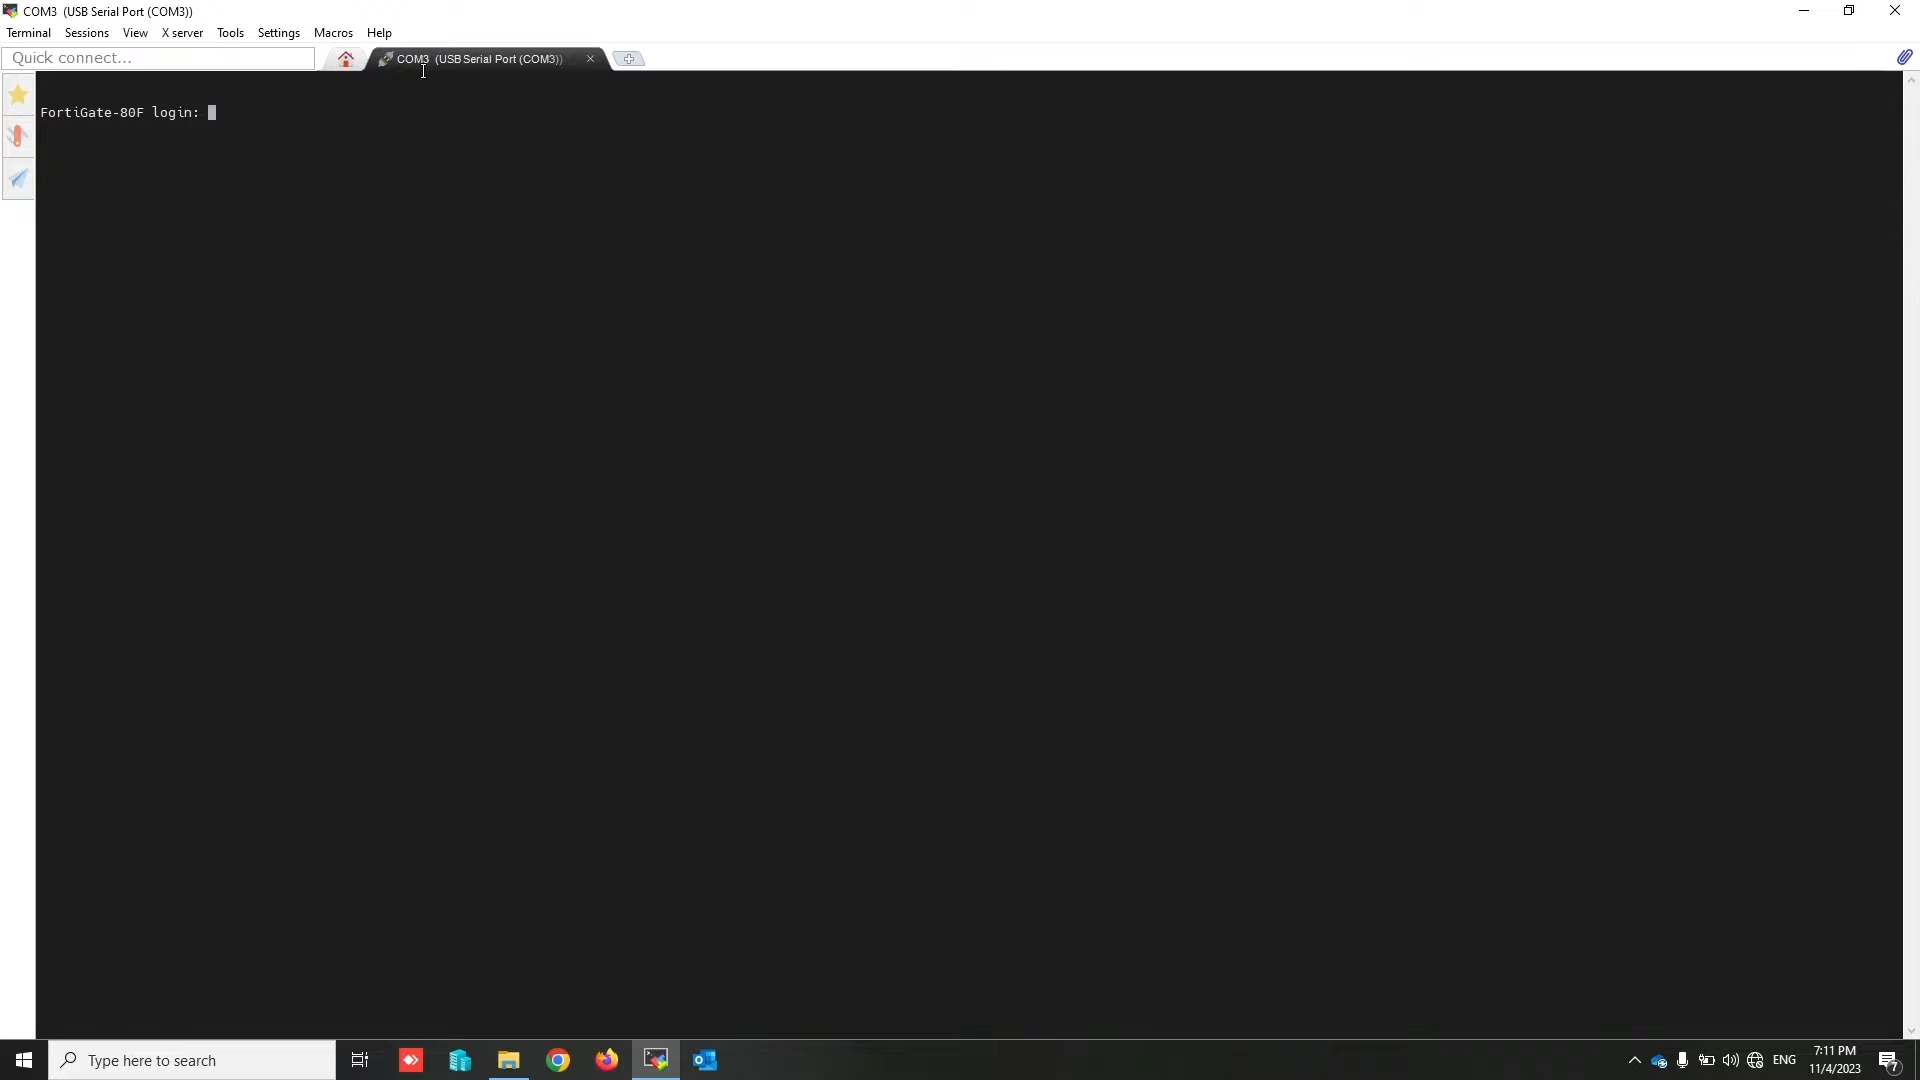 COM3 (USB Serial Port (COM3))
Terminal Sessions View X server Tools Settings Macros Help
Quick connect...
COM3 (USB Serial Port (COM3))
FortiGate-80F login:
Type here to search
ENG
7:11 PM
11/4/2023
7